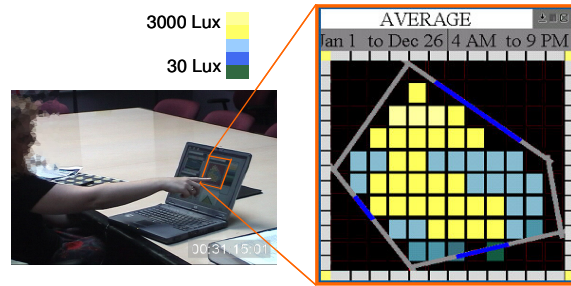 3000 Lux
30 Lux
AVERAGE
Jan 1 to Dec 26 4 AM to 9 PM
00:31:15:01